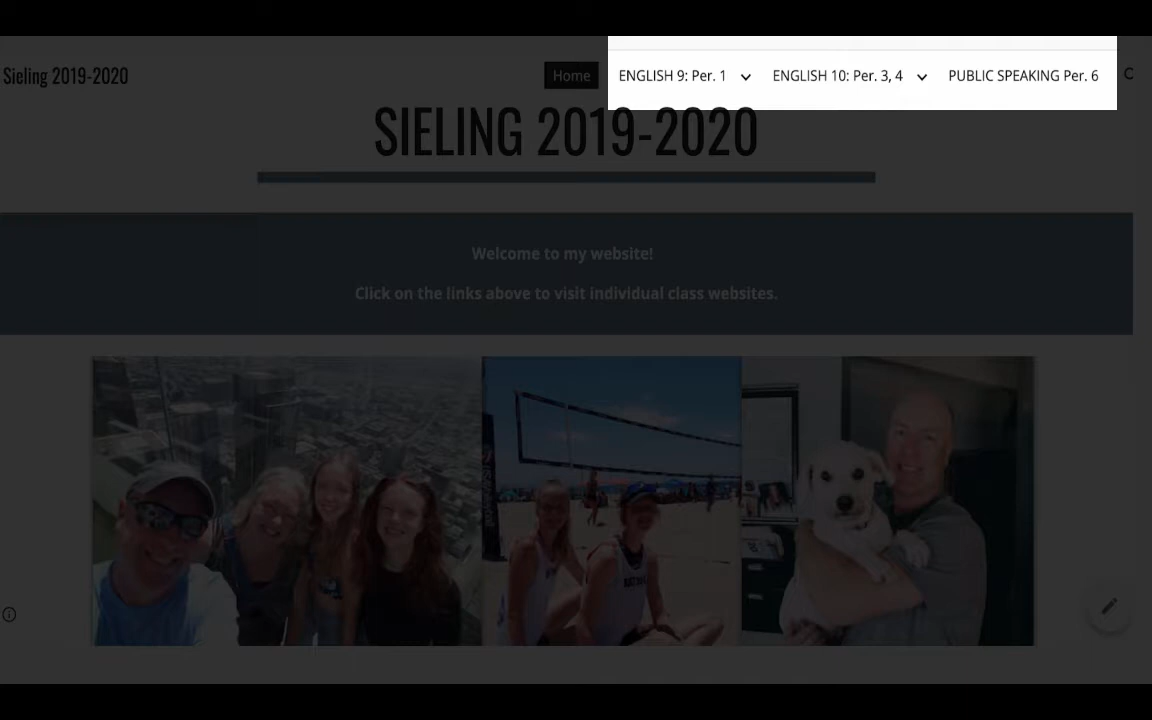 Sieling 2019-2020
Home
ENGLISH 9: Per. 1
ENGLISH 10: Per. 3, 4
PUBLIC SPEAKING Per. 6
SIELING 2019-2020
Welcome to my website!
Click on the links above to visit individual class websites.